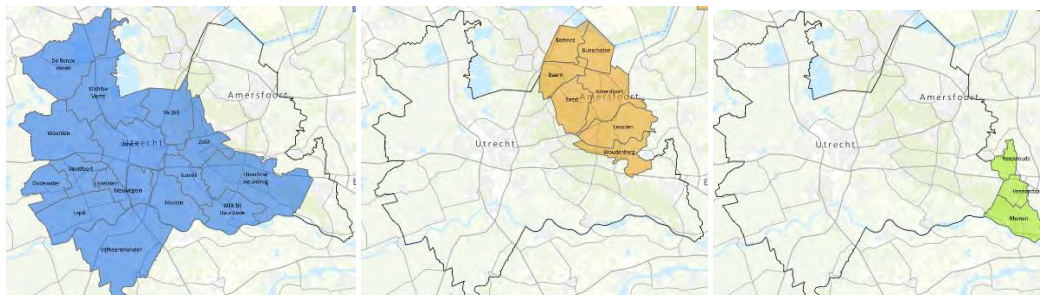 De Ronde
Venen
Stichtse
Vecht
Amersfoort
De Bilt
Woerden
Utrecht
Zeist
Montfoort
Bunnik
Utrechtse
Heuvelrug
Oudewater
IJsselstein
Nieuwegein
Houten
Wijk Bij
Duurstede
Lopik
Vijfheerenlanden
Eemnes
Bunschoten
Baarn
Amersfoort
Amersfoort
Soest
Leusden
Utrecht
Woudenberg
E
Amersfoort
Utrecht
Renswoude
Veenendaal
Rhenen